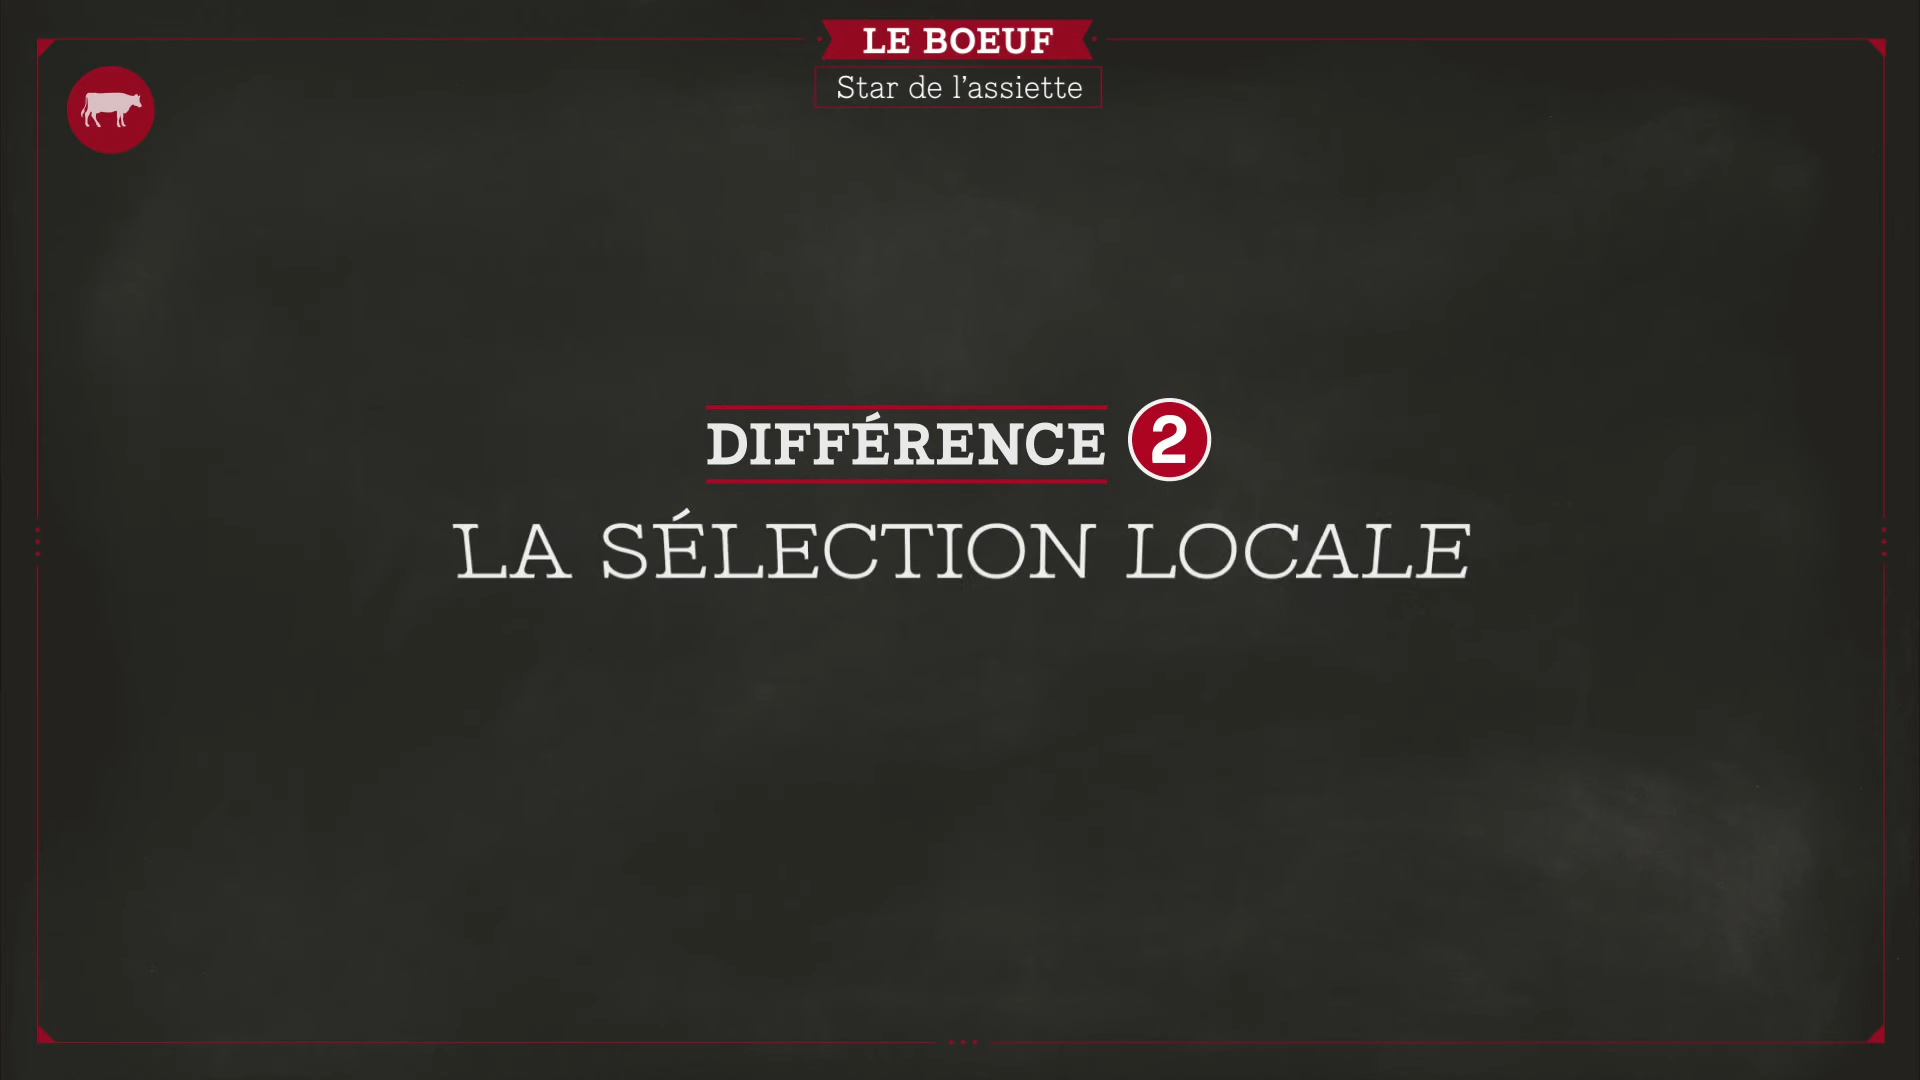 LE BOEUF
Star de l'assiette
DIFFÉRENCE 2
LA SÉLECTION LOCALE